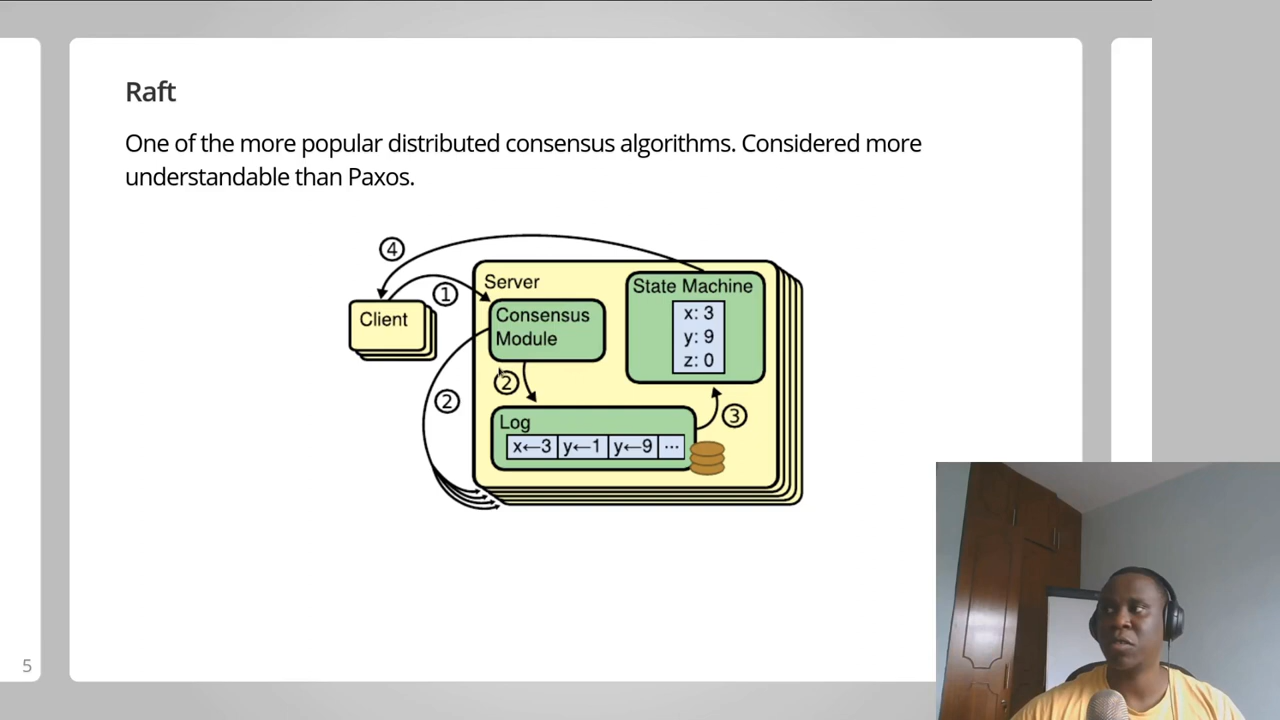 Raft
One of the more popular distributed consensus algorithms. Considered more
understandable than Paxos.
4
1
Client
Server
Consensus
Module
State Machine
x: 3
y: 9
z: 0
2
2
3
Log
x←3 y←1 y←9 ...
5